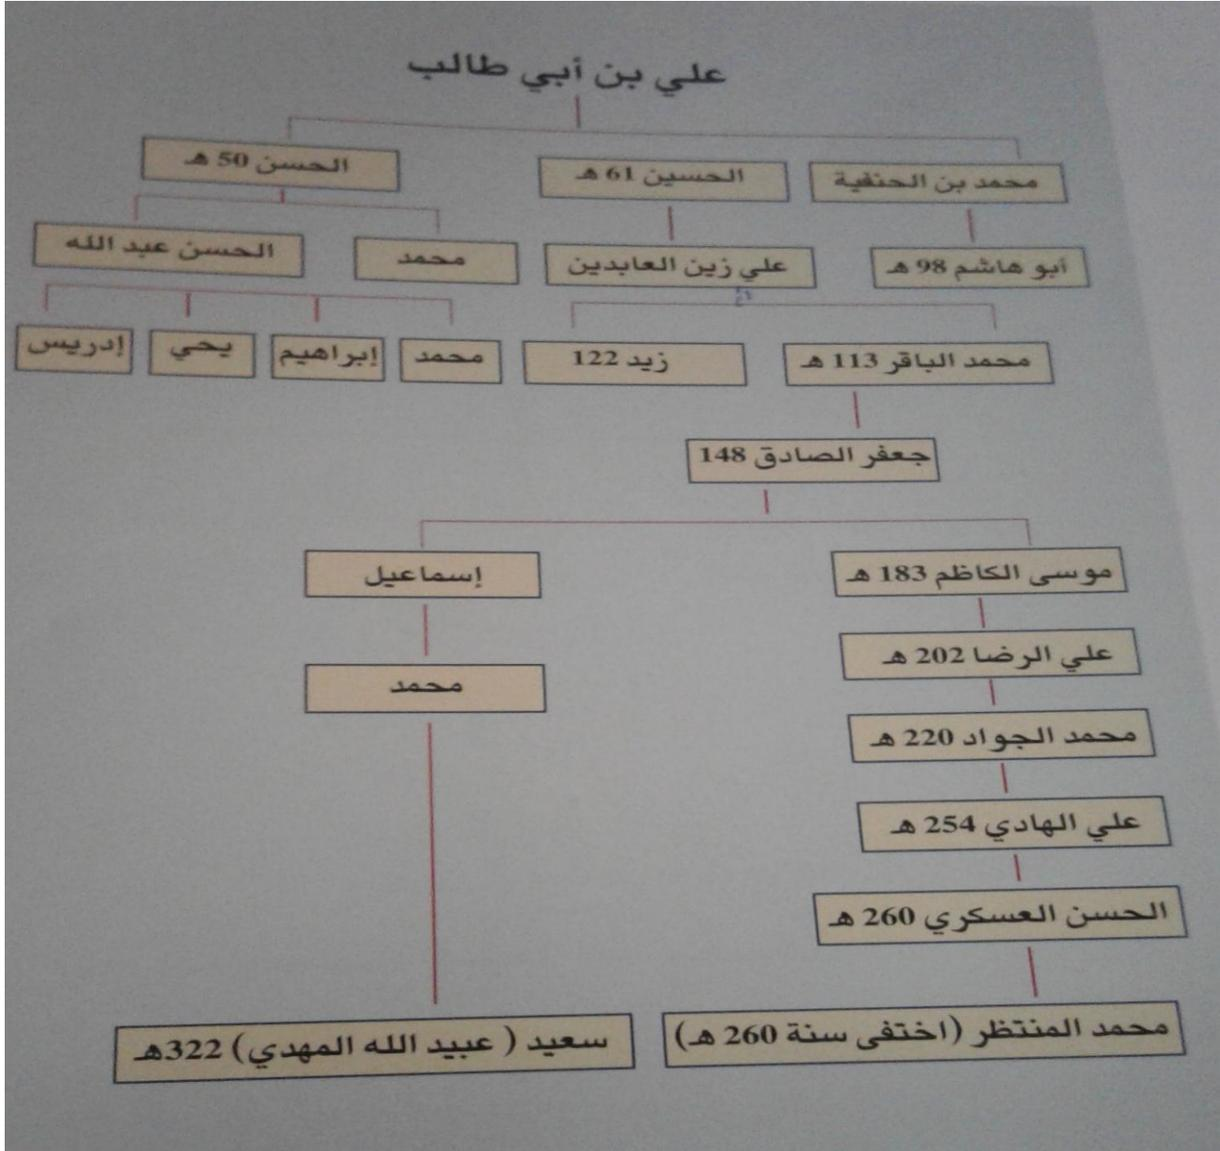 علي بن أبي طالب
محمد بن الحنفية
الحسين 61 هـ
الحسن 50 هـ
أبو هاشم 98 هـ
علي زين العابدين
محمد
الحسن عبد الله
محمد الباقر 113 هـ
زيد 122
محمد
إبراهيم
يحي
إدريس
جعفر الصادق 148
موسى الكاظم 183 هـ
إسماعيل
علي الرضا 202 هـ
محمد
محمد الجواد 220 هـ
علي الهادي 254 هـ
الحسن العسكري 260 هـ
محمد المنتظر (اختفى سنة 260 هـ)
سعيد ( عبيد الله المهدي) 322هـ